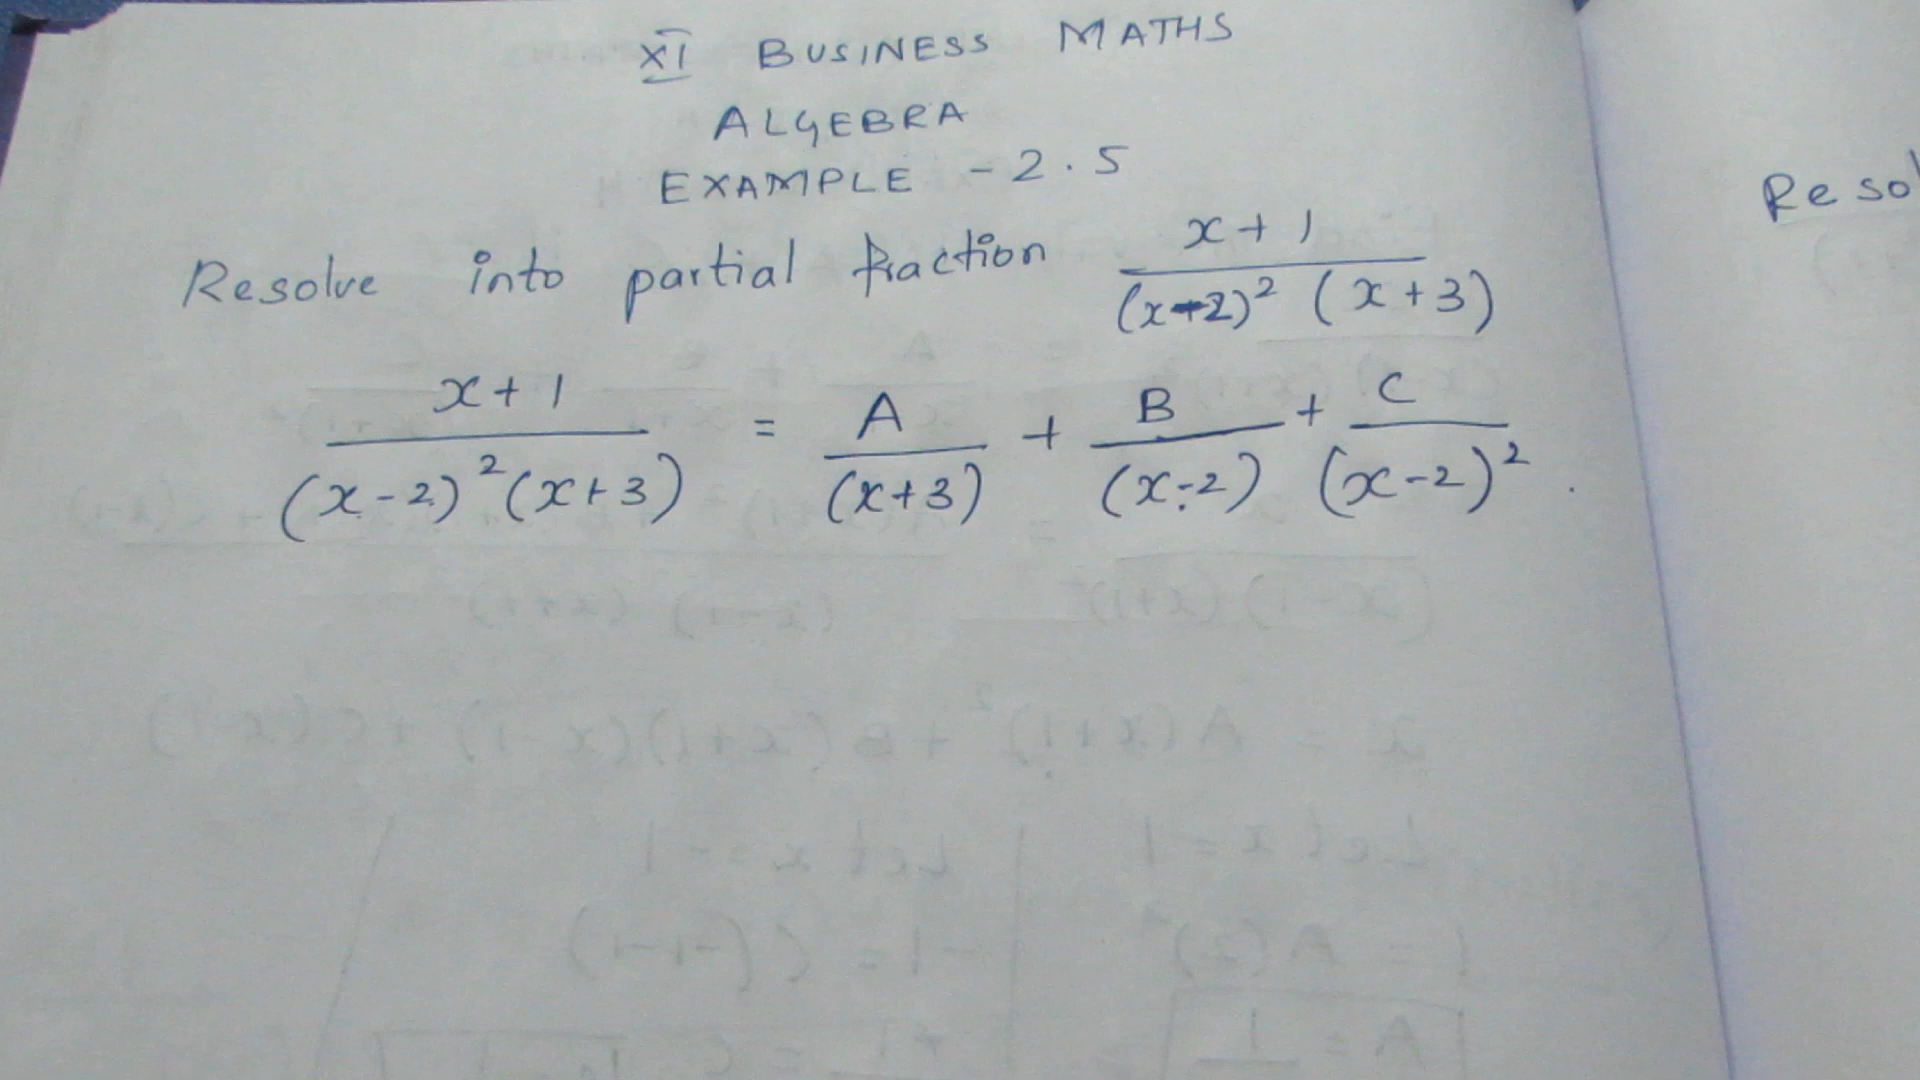 XI BUSINESS MATHS
ALGEBRA
EXAMPLE - 2.5
Resolve into partial fraction x+1 / (x-2)² (x+3)
x+1 / (x-2)²(x+3) = A / (x+3) + B / (x-2) + C / (x-2)².